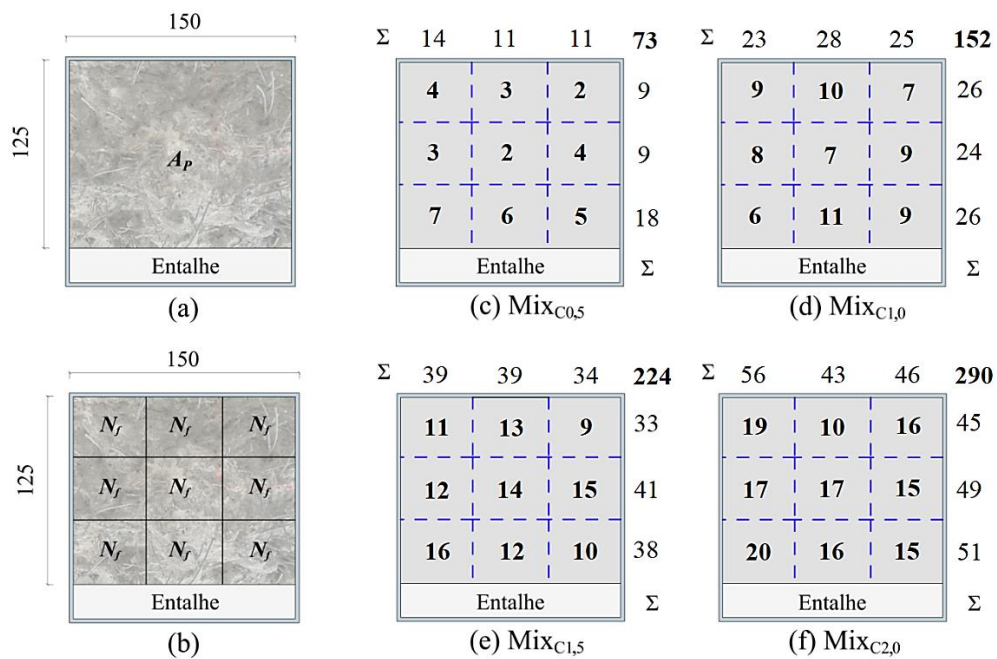 150
125
A_P
Entalhe
(a)
Σ 14 11 11 73
4 3 2 9
3 2 4 9
7 6 5 18
Entalhe Σ
(c) Mix_C0,5
Σ 23 28 25 152
9 10 7 26
8 7 9 24
6 11 9 26
Entalhe Σ
(d) Mix_C1,0
150
125
N_f N_f N_f
N_f N_f N_f
N_f N_f N_f
Entalhe
(b)
Σ 39 39 34 224
11 13 9 33
12 14 15 41
16 12 10 38
Entalhe Σ
(e) Mix_C1,5
Σ 56 43 46 290
19 10 16 45
17 17 15 49
20 16 15 51
Entalhe Σ
(f) Mix_C2,0